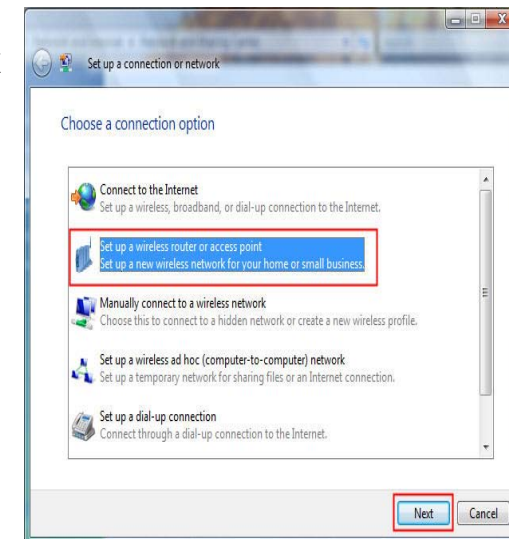 Set up a connection or network
Choose a connection option
Connect to the Internet
Set up a wireless, broadband, or dial-up connection to the Internet.
Set up a wireless router or access point
Set up a new wireless network for your home or small business.
Manually connect to a wireless network
Choose this to connect to a hidden network or create a new wireless profile.
Set up a wireless ad hoc (computer-to-computer) network
Set up a temporary network for sharing files or an Internet connection.
Set up a dial-up connection
Connect through a dial-up connection to the Internet.
Next Cancel